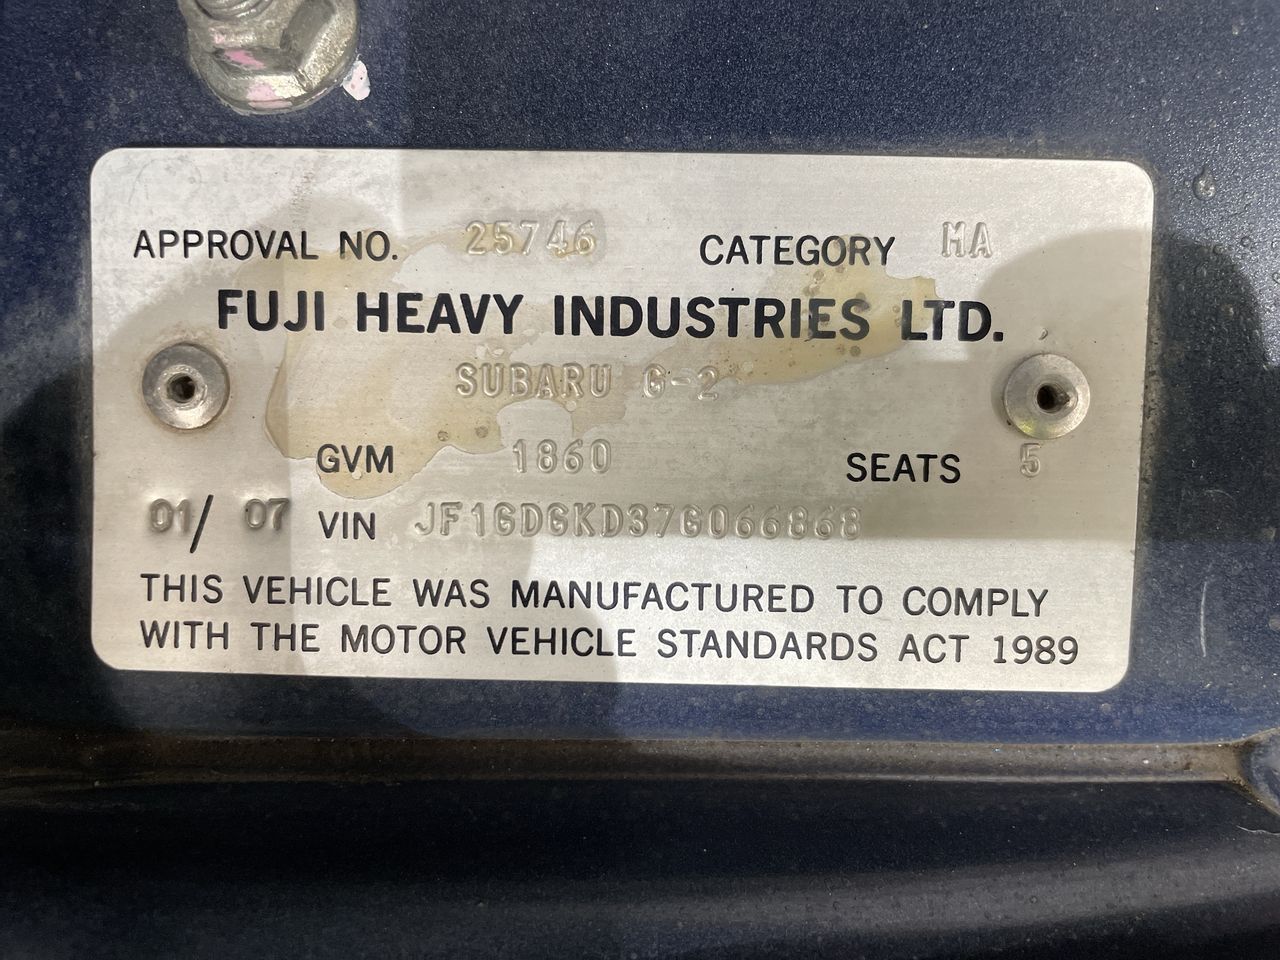 APPROVAL NO. 25746 CATEGORY MA
FUJI HEAVY INDUSTRIES LTD.
SUBARU G-2
GVM 1860 SEATS 5
01/ 07 VIN JF1GDGKD37G066868
THIS VEHICLE WAS MANUFACTURED TO COMPLY
WITH THE MOTOR VEHICLE STANDARDS ACT 1989